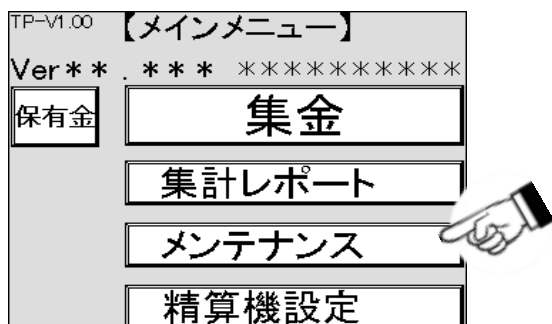 TP-V1.00 【メインメニュー】
Ver**.*** **********
保有金 集金
集計レポート
メンテナンス
精算機設定